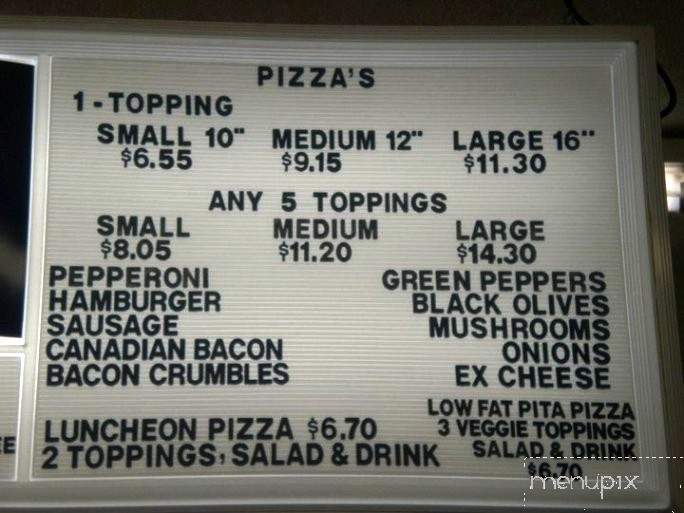 PIZZA'S
1-TOPPING
SMALL 10" MEDIUM 12" LARGE 16"
$6.55 $9.15 $11.30
ANY 5 TOPPINGS
SMALL MEDIUM LARGE
$8.05 $11.20 $14.30
PEPPERONI GREEN PEPPERS
HAMBURGER BLACK OLIVES
SAUSAGE MUSHROOMS
CANADIAN BACON ONIONS
BACON CRUMBLES EX CHEESE
LUNCHEON PIZZA $6.70
2 TOPPINGS, SALAD & DRINK
LOW FAT PITA PIZZA
3 VEGGIE TOPPINGS
SALAD & DRINK
$6.70
menupix